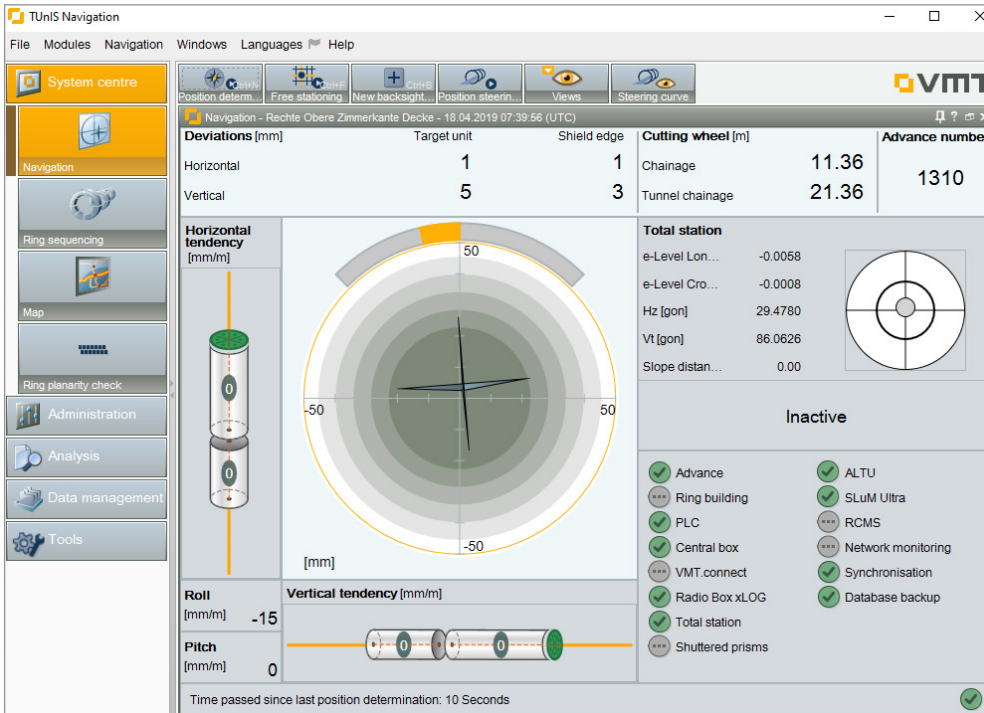 TUnIS Navigation
File Modules Navigation Windows Languages Help
System centre
Navigation
Ring sequencing
Map
Ring planarity check
Administration
Analysis
Data management
Tools
Ctrl+N Ctrl+F Ctrl+B
Position determ... Free stationing New backsight... Position steerin... Views Steering curve
VMT
Navigation - Rechte Obere Zimmerkante Decke - 18.04.2019 07:39:56 (UTC)
Deviations [mm] Target unit Shield edge
Horizontal 1 1
Vertical 5 3
Cutting wheel [m]
Chainage 11.36
Tunnel chainage 21.36
Advance numbe
1310
Horizontal
tendency
[mm/m]
0
0
50
-50 50
-50
[mm]
Roll
[mm/m] -15
Pitch
[mm/m] 0
Vertical tendency [mm/m]
0 0
Total station
e-Level Lon... -0.0058
e-Level Cro... -0.0008
Hz [gon] 29.4780
Vt [gon] 86.0626
Slope distan... 0.00
Inactive
Advance ALTU
Ring building SLuM Ultra
PLC RCMS
Central box Network monitoring
VMT.connect Synchronisation
Radio Box xLOG Database backup
Total station
Shuttered prisms
Time passed since last position determination: 10 Seconds